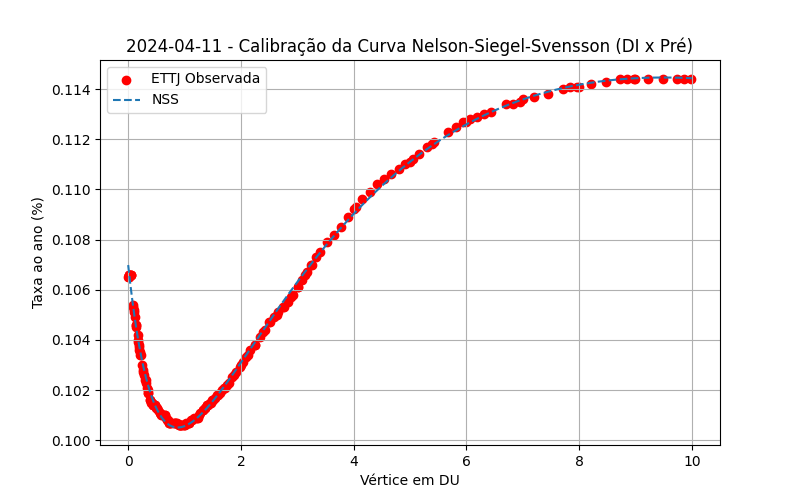 2024-04-11 - Calibração da Curva Nelson-Siegel-Svensson (DI x Pré)
ETTJ Observada
NSS
Taxa ao ano (%)
0.114
0.112
0.110
0.108
0.106
0.104
0.102
0.100
0
2
4
6
8
10
Vértice em DU